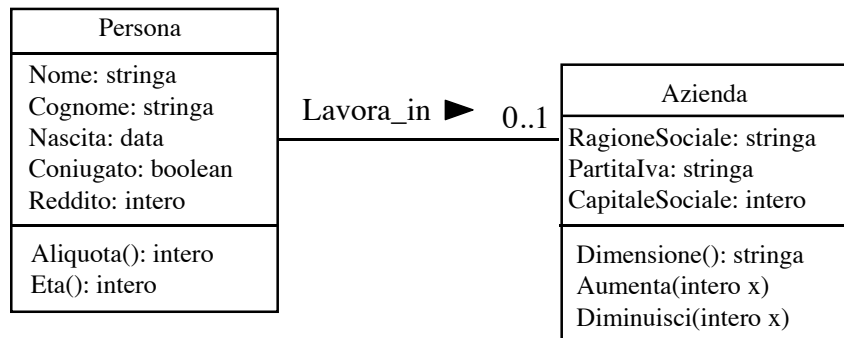 Persona
Nome: stringa
Cognome: stringa
Nascita: data
Coniugato: boolean
Reddito: intero
Aliquota(): intero
Eta(): intero
Lavora_in ►
0..1
Azienda
RagioneSociale: stringa
PartitaIva: stringa
CapitaleSociale: intero
Dimensione(): stringa
Aumenta(intero x)
Diminuisci(intero x)